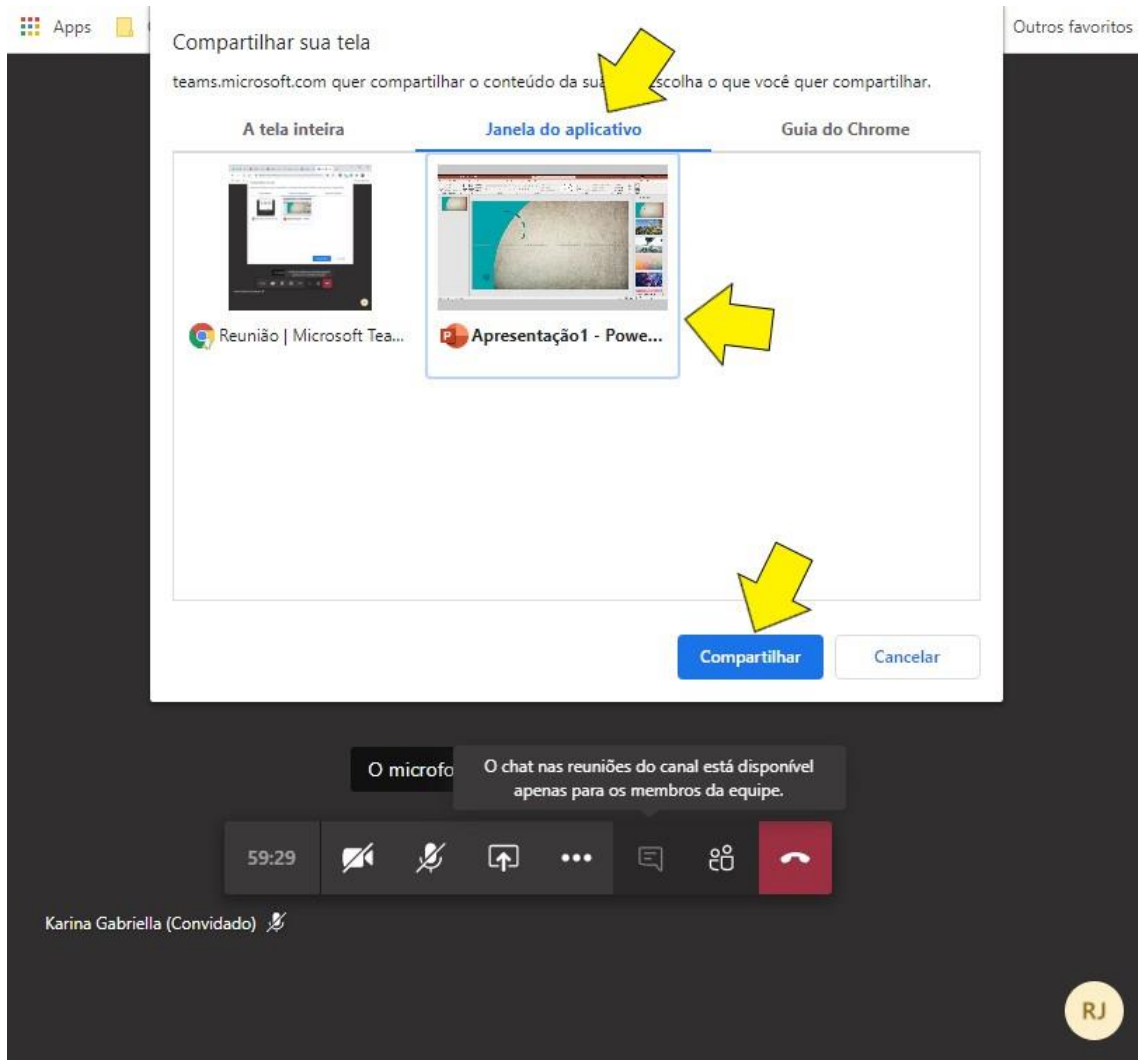 Apps
Outros favoritos
Compartilhar sua tela
teams.microsoft.com quer compartilhar o conteúdo da sua escolha o que você quer compartilhar.
A tela inteira
Janela do aplicativo
Guia do Chrome
Reunião | Microsoft Tea...
Apresentação1 - Powe...
Compartilhar
Cancelar
O microfo
O chat nas reuniões do canal está disponível
apenas para os membros da equipe.
59:29
Karina Gabriella (Convidado)
RJ